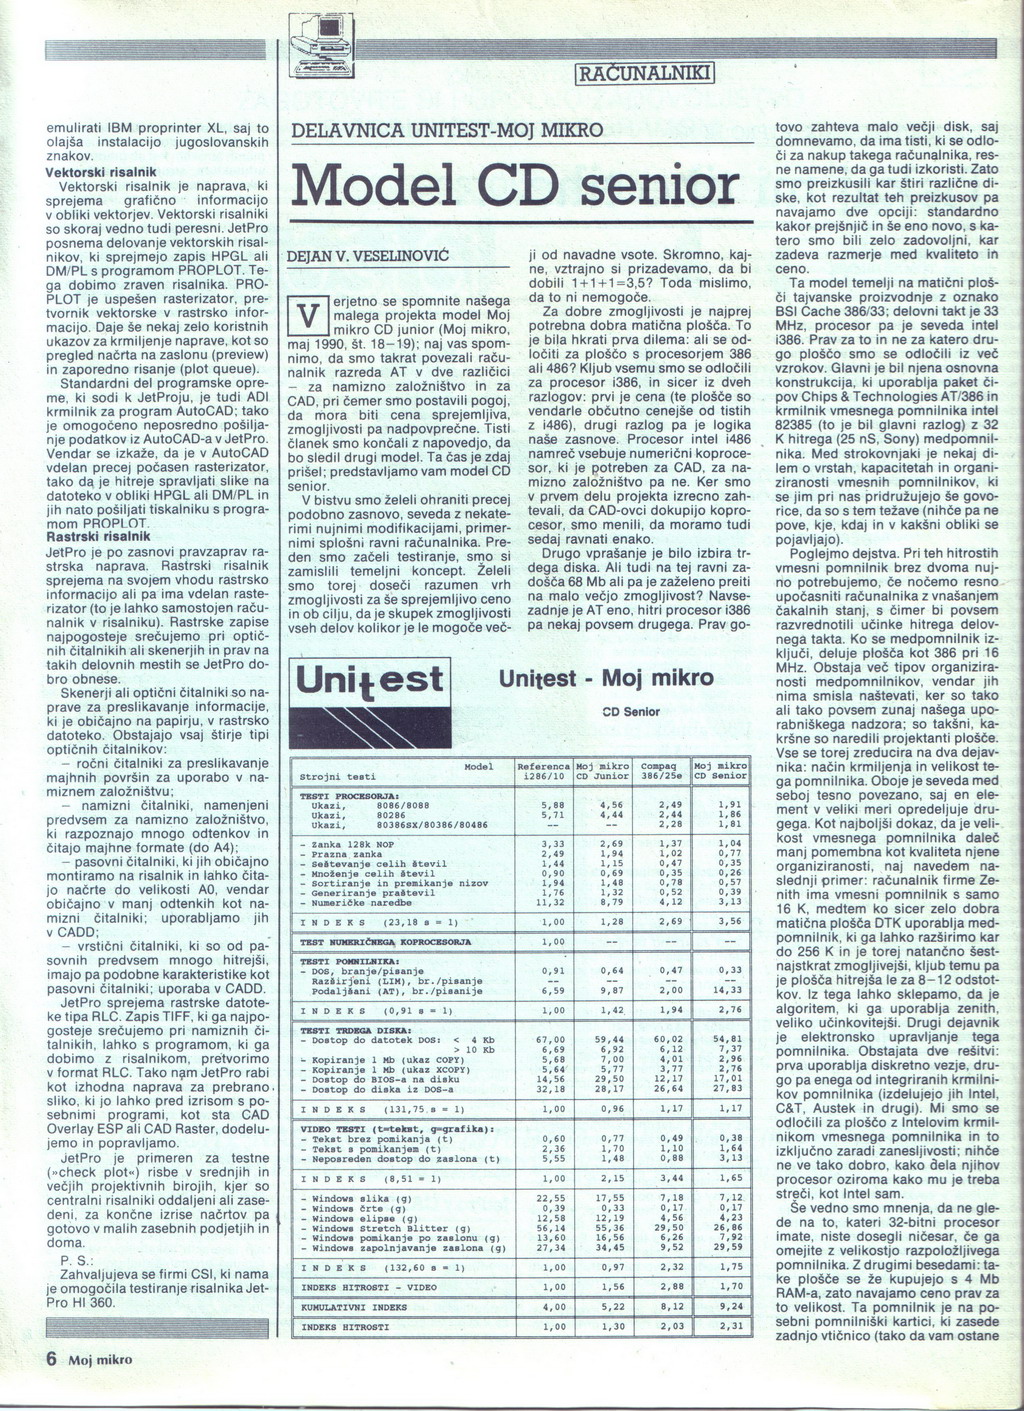 RAČUNALNIKI
emulirati IBM proprinter XL, saj to
olajša instalacijo jugoslovanskih
znakov.
Vektorski risalnik
Vektorski risalnik je naprava, ki
sprejema grafično informacijo
v obliki vektorjev. Vektorski risalniki
so skoraj vedno tudi peresni. JetPro
posnema delovanje vektorskih risal-
nikov, ki sprejmejo zapis HPGL ali
DM/PL s programom PROPLOT. Te-
ga dobimo zraven risalnika. PRO-
PLOT je uspešen rasterizator, pre-
tvornik vektorske v rastrsko infor-
macijo. Daje še nekaj zelo koristnih
ukazov za krmiljenje naprave, kot so
pregled načrta na zaslonu (preview)
in zaporedno risanje (plot queue).
Standardni del programske opre-
me, ki sodi k JetProju, je tudi ADI
krmilnik za program AutoCAD; tako
je omogočeno neposredno pošilja-
nje podatkov iz AutoCAD-a v JetPro.
Vendar se izkaže, da je v AutoCAD
vdelan precej počasen rasterizator,
tako da je hitreje spravljati slike na
datoteko v obliki HPGL ali DM/PL in
jih nato pošiljati tiskalniku s progra-
mom PROPLOT.
Rastrski risalnik
JetPro je po zasnovi pravzaprav ra-
strska naprava. Rastrski risalnik
sprejema na svojem vhodu rastrsko
informacijo ali pa ima vdelan raste-
rizator (to je lahko samostojen raču-
nalnik v risalniku). Rastrske zapise
najpogosteje srečujemo pri optič-
nih čitalnikih ali skenerjih in prav na
takih delovnih mestih se JetPro do-
bro obnese.
Skenerji ali optični čitalniki so na-
prave za preslikavanje informacije,
ki je običajno na papirju, v rastrsko
datoteko. Obstajajo vsaj štirje tipi
optičnih čitalnikov:
– ročni čitalniki za preslikavanje
majhnih površin za uporabo v na-
miznem založništvu;
– namizni čitalniki, namenjeni
predvsem za namizno založništvo,
ki razpoznajo mnogo odtenkov in
čitajo majhne formate (do A4);
– pasovni čitalniki, ki jih običajno
montiramo na risalnik in lahko čita-
jo načrte do velikosti A0, vendar
običajno v manj odtenkih kot na-
mizni čitalniki; uporabljamo jih
v CADD;
– vrstični čitalniki, ki so od pa-
sovnih predvsem mnogo hitrejši,
imajo pa podobne karakteristike kot
pasovni čitalniki; uporaba v CADD.
JetPro sprejema rastrske datote-
ke tipa RLC. Zapis TIFF, ki ga najpo-
gosteje srečujemo pri namiznih či-
talnikih, lahko s programom, ki ga
dobimo z risalnikom, pretvorimo
v format RLC. Tako nam JetPro rabi
kot izhodna naprava za prebrano
sliko, ki jo lahko pred izrisom s po-
sebnimi programi, kot sta CAD
Overlay ESP ali CAD Raster, dodelu-
jemo in popravljamo.
JetPro je primeren za testne
(»check plot«) risbe v srednjih in
večjih projektivnih birojih, kjer so
centralni risalniki oddaljeni ali zase-
deni, za končne izrise načrtov pa
gotovo v malih zasebnih podjetjih in
doma.
P. S.:
Zahvaljujeva se firmi CSI, ki nama
je omogočila testiranje risalnika Jet-
Pro HI 360.
6 Moj mikro
DELAVNICA UNITEST-MOJ MIKRO
Model CD senior
DEJAN V. VESELINOVIĆ
Verjetno se spomnite našega
malega projekta model Moj
mikro CD junior (Moj mikro,
maj 1990, št. 18–19); naj vas spom-
nimo, da smo takrat povezali raču-
nalnik razreda AT v dve različici
– za namizno založništvo in za
CAD, pri čemer smo postavili pogoj,
da mora biti cena sprejemljiva,
zmogljivosti pa nadpovprečne. Tisti
članek smo končali z napovedjo, da
bo sledil drugi model. Ta čas je zdaj
prišel; predstavljamo vam model CD
senior.
V bistvu smo želeli ohraniti precej
podobno zasnovo, seveda z nekate-
rimi nujnimi modifikacijami, primer-
nimi splošni ravni računalnika. Pre-
den smo začeli testiranje, smo si
zamislili temeljni koncept. Želeli
smo torej doseči razumen vrh
zmogljivosti za še sprejemljivo ceno
in ob cilju, da je skupek zmogljivosti
vseh delov kolikor je le mogoče več-
ji od navadne vsote. Skromno, kaj-
ne, vztrajno si prizadevamo, da bi
dobili 1+1+1=3,5? Toda mislimo,
da to ni nemogoče.
Za dobre zmogljivosti je najprej
potrebna dobra matična plošča. To
je bila hkrati prva dilema: ali se od-
ločiti za ploščo s procesorjem 386
ali 486? Kljub vsemu smo se odločili
za procesor i386, in sicer iz dveh
razlogov: prvi je cena (te plošče so
vendarle občutno cenejše od tistih
z i486), drugi razlog pa je logika
naše zasnove. Procesor intel i486
namreč vsebuje numerični koproce-
sor, ki je potreben za CAD, za na-
mizno založništvo pa ne. Ker smo
v prvem delu projekta izrecno zah-
tevali, da CAD-ovci dokupijo kopro-
cesor, smo menili, da moramo tudi
sedaj ravnati enako.
Drugo vprašanje je bilo izbira tr-
dega diska. Ali tudi na tej ravni za-
došča 68 Mb ali pa je zaželeno preiti
na malo večjo zmogljivost? Navse-
zadnje je AT eno, hitri procesor i386
pa nekaj povsem drugega. Prav go-
tovo zahteva malo večji disk, saj
domnevamo, da ima tisti, ki se odlo-
či za nakup takega računalnika, res-
ne namene, da ga tudi izkoristi. Zato
smo preizkusili kar štiri različne di-
ske, kot rezultat teh preizkusov pa
navajamo dve opciji: standardno
kakor prejšnjič in še eno novo, s ka-
tero smo bili zelo zadovoljni, kar
zadeva razmerje med kvaliteto in
ceno.
Ta model temelji na matični ploš-
či tajvanske proizvodnje z oznako
BSI Cache 386/33; delovni takt je 33
MHz, procesor pa je seveda intel
i386. Prav za to in ne za katero dru-
go ploščo smo se odločili iz več
vzrokov. Glavni je bil njena osnovna
konstrukcija, ki uporablja paket či-
pov Chips & Technologies AT/386 in
krmilnik vmesnega pomnilnika intel
82385 (to je bil glavni razlog) z 32
K hitrega (25 nS, Sony) medpomnil-
nika. Med strokovnjaki je nekaj di-
lem o vrstah, kapacitetah in organi-
ziranosti vmesnih pomnilnikov, ki
se jim pri nas pridružujejo še govo-
rice, da so s tem težave (nihče pa ne
pove, kje, kdaj in v kakšni obliki se
pojavljajo).
Poglejmo dejstva. Pri teh hitrostih
vmesni pomnilnik brez dvoma nuj-
no potrebujemo, če nočemo resno
upočasniti računalnika z vnašanjem
čakalnih stanj, s čimer bi povsem
razvrednotili učinke hitrega delov-
nega takta. Ko se medpomnilnik iz-
ključi, deluje plošča kot 386 pri 16
MHz. Obstaja več tipov organizira-
nosti medpomnilnikov, vendar jih
nima smisla naštevati, ker so tako
ali tako povsem zunaj našega upo-
rabniškega nadzora; so takšni, ka-
kršne so naredili projektanti plošče.
Vse se torej zreducira na dva dejav-
nika: način krmiljenja in velikost te-
ga pomnilnika. Oboje je seveda med
seboj tesno povezano, saj en ele-
ment v veliki meri opredeljuje dru-
gega. Kot najboljši dokaz, da je veli-
kost vmesnega pomnilnika daleč
manj pomembna kot kvaliteta njene
organiziranosti, naj navedem na-
slednji primer: računalnik firme Ze-
nith ima vmesni pomnilnik s samo
16 K, medtem ko sicer zelo dobra
matična plošča DTK uporablja med-
pomnilnik, ki ga lahko razširimo kar
do 256 K in je torej natančno šest-
najstkrat zmogljivejši, kljub temu pa
je plošča hitrejša le za 8–12 odstot-
kov. Iz tega lahko sklepamo, da je
algoritem, ki ga uporablja zenith,
veliko učinkovitejši. Drugi dejavnik
je elektronsko upravljanje tega
pomnilnika. Obstajata dve rešitvi:
prva uporablja diskretno vezje, dru-
go pa enega od integriranih krmilni-
kov pomnilnika (izdelujejo jih Intel,
C&T, Austek in drugi). Mi smo se
odločili za ploščo z Intelovim krmil-
nikom vmesnega pomnilnika in to
izključno zaradi zanesljivosti; nihče
ne ve tako dobro, kako dela njihov
procesor oziroma kako mu je treba
streči, kot Intel sam.
Še vedno smo mnenja, da ne gle-
de na to, kateri 32-bitni procesor
imate, niste dosegli ničesar, če ga
omejite z velikostjo razpoložljivega
pomnilnika. Z drugimi besedami: ta-
ke plošče se že kupujejo s 4 Mb
RAM-a, zato navajamo ceno prav za
to velikost. Ta pomnilnik je na po-
sebni pomnilniški kartici, ki zasede
zadnjo vtičnico (tako da vam ostane
Unitest
Unitest - Moj mikro
CD Senior
Strojni testi Model Referenca i286/10 Moj mikro CD Junior Compaq 386/25e Moj mikro CD Senior
TESTI PROCESORJA:
Ukazi, 8086/8088 5,88 4,56 2,49 1,91
Ukazi, 80286 5,71 4,44 2,44 1,86
Ukazi, 80386SX/80386/80486 -- -- 2,28 1,81
- Zanka 128k NOP 3,33 2,69 1,37 1,04
- Prazna zanka 2,49 1,94 1,02 0,77
- Seštevanje celih števil 1,44 1,15 0,47 0,35
- Množenje celih števil 0,90 0,69 0,35 0,26
- Sortiranje in premikanje nizov 1,94 1,48 0,78 0,57
- Generiranje praštevil 1,76 1,32 0,52 0,39
- Numeričke naredbe 11,32 8,79 4,12 3,13
I N D E K S (23,18 s = 1) 1,00 1,28 2,69 3,56
TEST NUMERIČNEGA KOPROCESORJA 1,00 -- -- --
TESTI POMNILNIKA:
- DOS, branje/pisanje 0,91 0,64 0,47 0,33
Razširjeni (LIM), br./pisanje -- -- -- --
Podaljšani (AT), br./pisanije 6,59 9,87 2,00 14,33
I N D E K S (0,91 s = 1) 1,00 1,42 1,94 2,76
TESTI TRDEGA DISKA:
- Dostop do datotek DOS: < 4 Kb 67,00 59,44 60,02 54,81
> 10 Kb 6,69 6,92 6,12 7,37
- Kopiranje 1 Mb (ukaz COPY) 5,68 7,00 4,01 2,96
- Kopiranje 1 Mb (ukaz XCOPY) 5,64 5,77 3,77 2,76
- Dostop do BIOS-a na disku 14,56 29,50 12,17 17,01
- Dostop do diska iz DOS-a 32,18 28,17 26,64 27,83
I N D E K S (131,75 s = 1) 1,00 0,96 1,17 1,17
VIDEO TESTI (t=tekst, g=grafika):
- Tekst brez pomikanja (t) 0,60 0,77 0,49 0,38
- Tekst s pomikanjem (t) 2,36 1,70 1,10 1,64
- Neposreden dostop do zaslona (t) 5,55 1,48 0,88 3,13
I N D E K S (8,51 = 1) 1,00 2,15 3,44 1,65
- Windows slika (g) 22,55 17,55 7,18 7,12
- Windows črte (g) 0,39 0,33 0,17 0,17
- Windows elipse (g) 12,58 12,19 4,56 4,23
- Windows Stretch Blitter (g) 56,14 55,36 29,50 26,86
- Windows pomikanje po zaslonu (g) 13,60 16,56 6,26 7,92
- Windows zapolnjavanje zaslona (g) 27,34 34,45 9,52 29,59
I N D E K S (132,60 s = 1) 1,00 0,97 2,32 1,75
INDEKS HITROSTI - VIDEO 1,00 1,56 2,88 1,70
KUMULATIVNI INDEKS 4,00 5,22 8,12 9,24
INDEKS HITROSTI 1,00 1,30 2,03 2,31